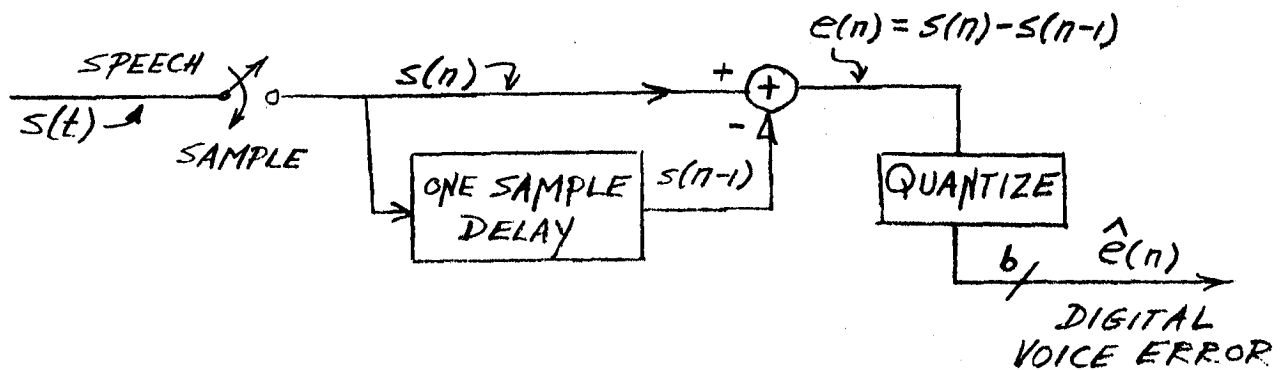 e(n) = s(n) - s(n-1)
SPEECH
s(t)
SAMPLE
s(n)
+
+
-
ONE SAMPLE
DELAY
s(n-1)
QUANTIZE
b
ê(n)
DIGITAL
VOICE ERROR